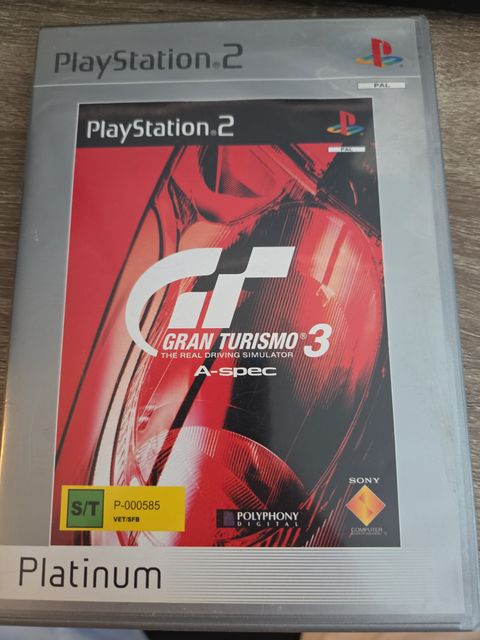 PlayStation®2
PAL
PlayStation®2
PAL
GT
GRAN TURISMO®3
THE REAL DRIVING SIMULATOR
A-spec
S/T
P-000585
VET/SFB
POLYPHONY
DIGITAL
SONY
COMPUTER
Platinum